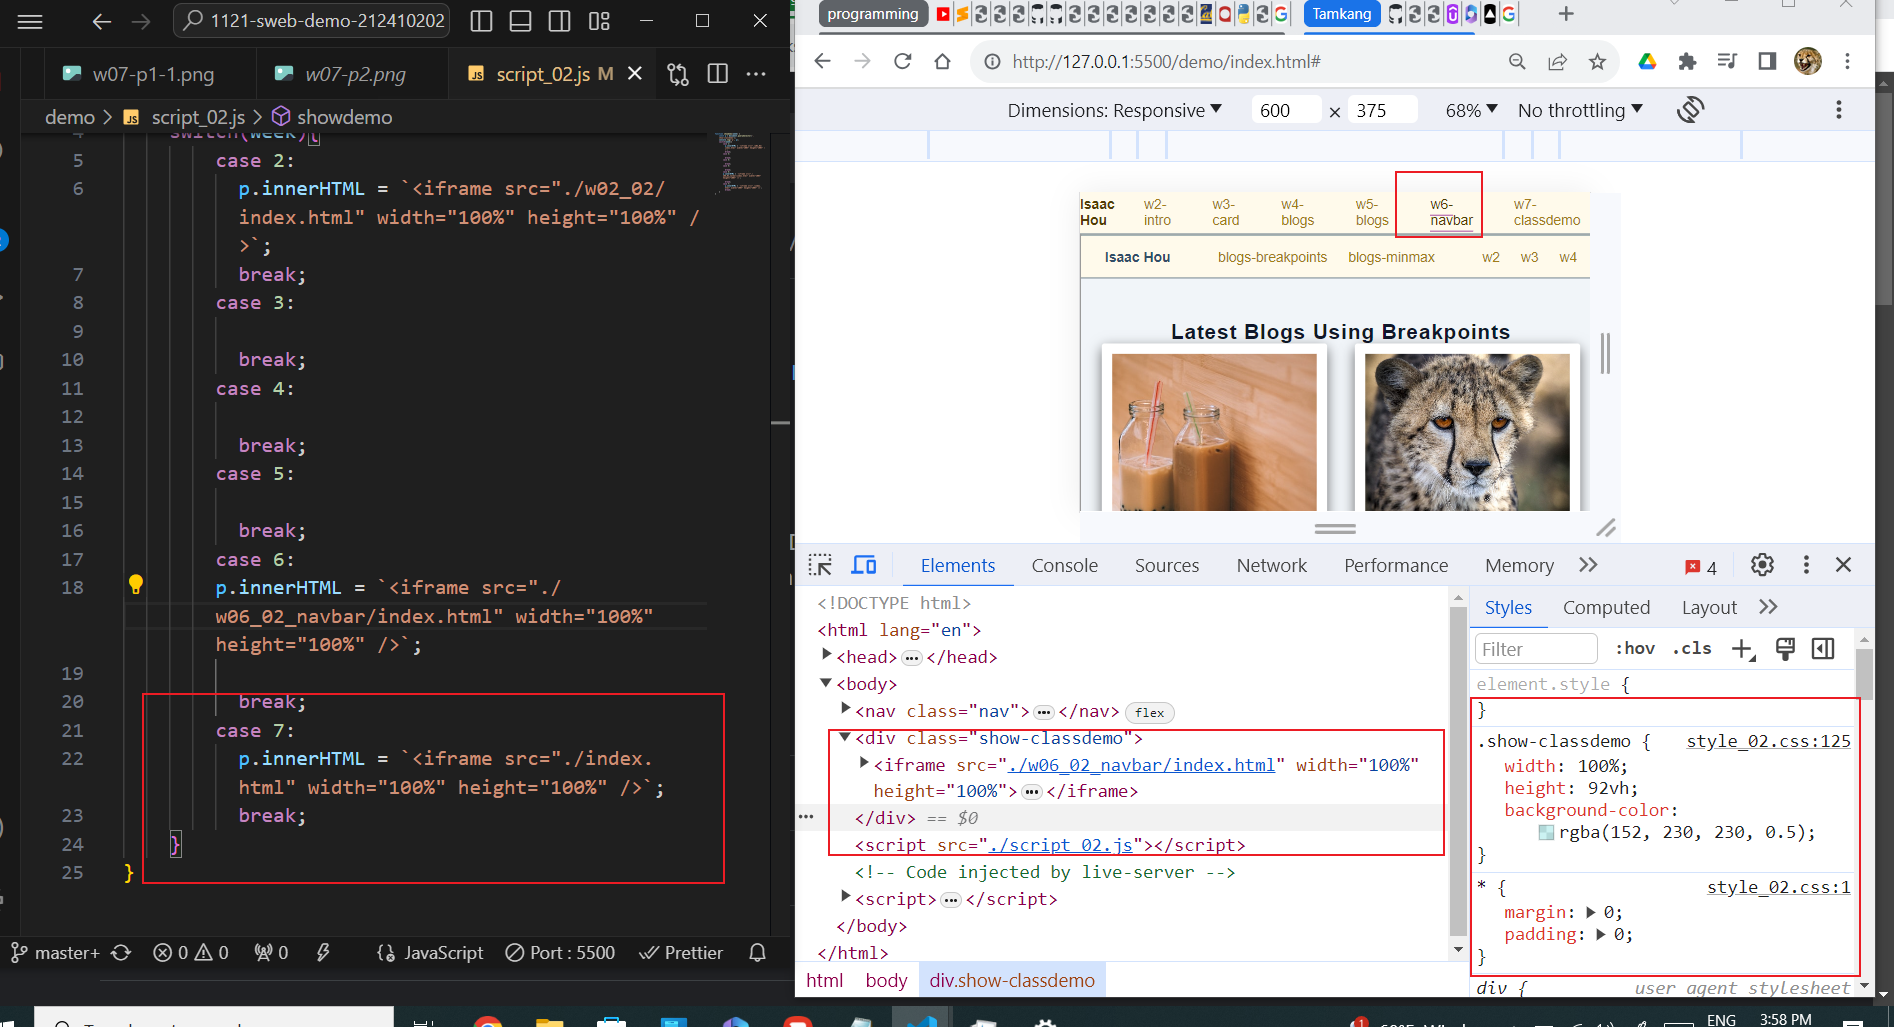 1121-sweb-demo-212410202
w07-p1-1.png
w07-p2.png
JS script_02.js M
demo > JS script_02.js > showdemo
switch(week){
5 case 2:
6 p.innerHTML = `<iframe src="./w02_02/
index.html" width="100%" height="100%" /
>`;
7 break;
8 case 3:
9
10 break;
11 case 4:
12
13 break;
14 case 5:
15
16 break;
17 case 6:
18 p.innerHTML = `<iframe src="./
w06_02_navbar/index.html" width="100%"
height="100%" />`;
19
20 break;
21 case 7:
22 p.innerHTML = `<iframe src="./index.
html" width="100%" height="100%" />`;
23 break;
24 }
25 }
master+ 0 0 0 JavaScript Port : 5500 Prettier
programming
Tamkang
http://127.0.0.1:5500/demo/index.html#
Dimensions: Responsive 600 × 375 68% No throttling
Isaac Hou
w2-intro
w3-card
w4-blogs
w5-blogs
w6-navbar
w7-classdemo
Isaac Hou blogs-breakpoints blogs-minmax w2 w3 w4
Latest Blogs Using Breakpoints
Elements Console Sources Network Performance Memory 4
<!DOCTYPE html>
<html lang="en">
<head> ••• </head>
<body>
<nav class="nav"> ••• </nav> flex
<div class="show-classdemo">
<iframe src="./w06_02_navbar/index.html" width="100%"
height="100%"> ••• </iframe>
</div> == $0
<script src="./script_02.js"></script>
<!-- Code injected by live-server -->
<script> ••• </script>
</body>
</html>
html body div.show-classdemo
Styles Computed Layout
Filter :hov .cls
element.style {
}
.show-classdemo { style_02.css:125
width: 100%;
height: 92vh;
background-color:
rgba(152, 230, 230, 0.5);
}
* { style_02.css:1
margin: 0;
padding: 0;
}
div { user agent stylesheet
ENG 3:58 PM